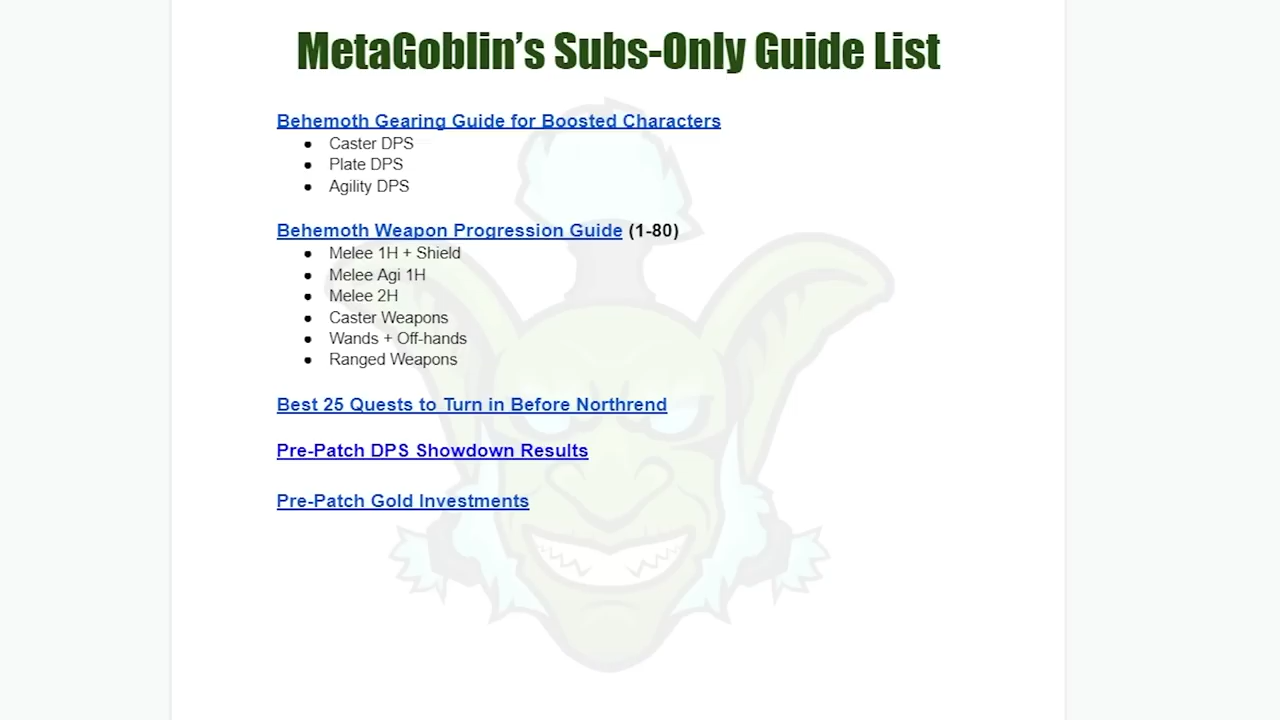 MetaGoblin's Subs-Only Guide List
Behemoth Gearing Guide for Boosted Characters
● Caster DPS
● Plate DPS
● Agility DPS
Behemoth Weapon Progression Guide (1-80)
● Melee 1H + Shield
● Melee Agi 1H
● Melee 2H
● Caster Weapons
● Wands + Off-hands
● Ranged Weapons
Best 25 Quests to Turn in Before Northrend
Pre-Patch DPS Showdown Results
Pre-Patch Gold Investments